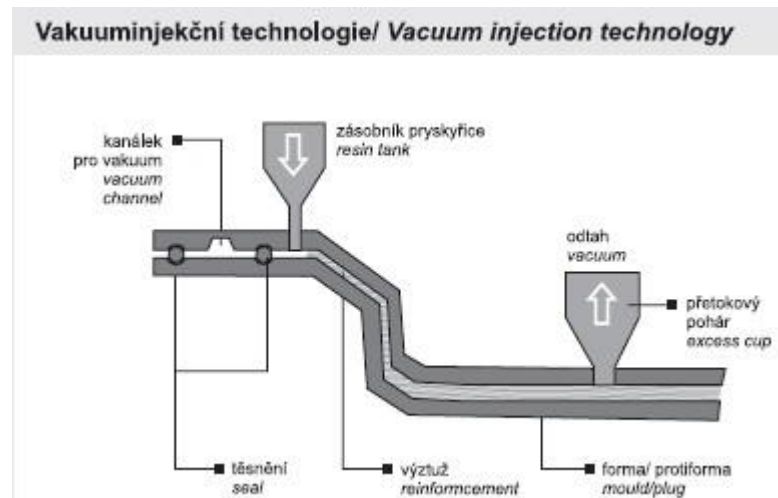 Vakuuminjekční technologie/ Vacuum injection technology
kanálek
pro vakuum
vacuum
channel
zásobník pryskyřice
resin tank
odtah
vacuum
přetokový
pohár
excess cup
těsnění
seal
výztuž
reinformcement
forma/ protiforma
mould/plug